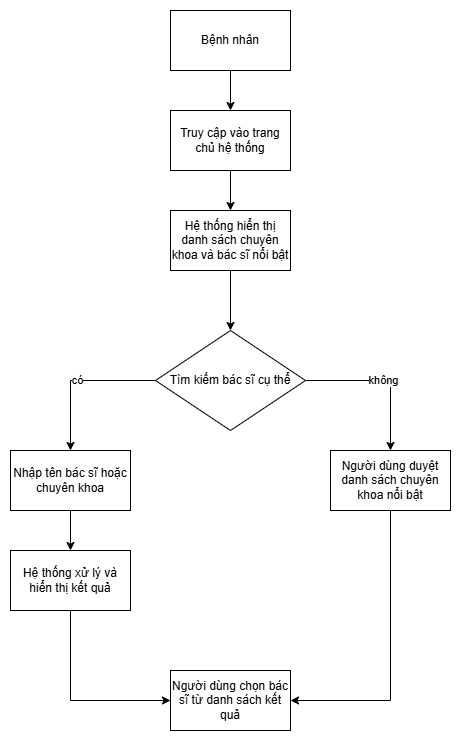 Bệnh nhân
Truy cập vào trang
chủ hệ thống
Hệ thống hiển thị
danh sách chuyên
khoa và bác sĩ nổi bật
Tìm kiếm bác sĩ cụ thể
có
không
Nhập tên bác sĩ hoặc
chuyên khoa
Người dùng duyệt
danh sách chuyên
khoa nổi bật
Hệ thống xử lý và
hiển thị kết quả
Người dùng chọn bác
sĩ từ danh sách kết
quả